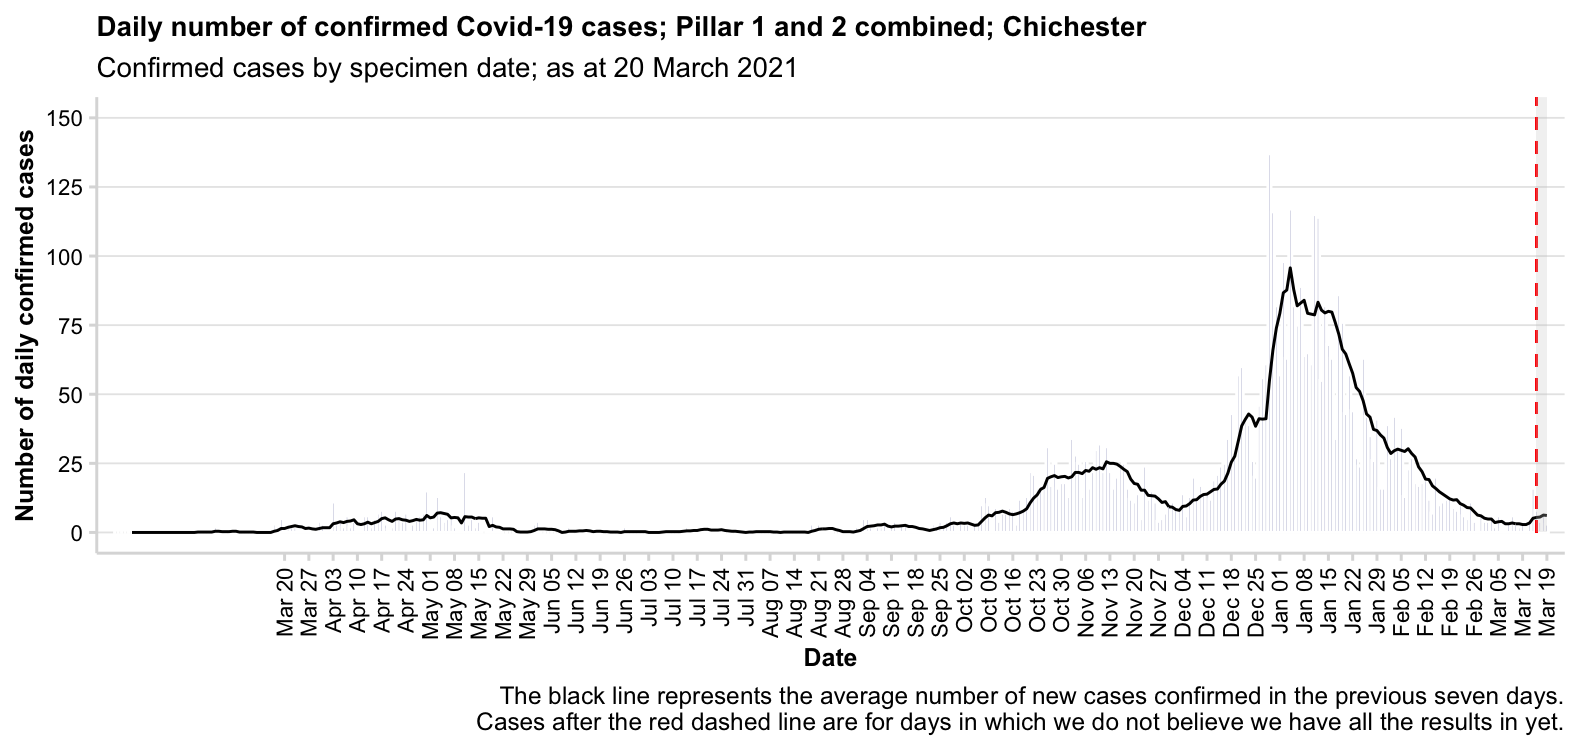 Daily number of confirmed Covid-19 cases; Pillar 1 and 2 combined; Chichester
Confirmed cases by specimen date; as at 20 March 2021
Number of daily confirmed cases
150
125
100
75
50
25
0
Mar 20
Mar 27
Apr 03
Apr 10
Apr 17
Apr 24
May 01
May 08
May 15
May 22
May 29
Jun 05
Jun 12
Jun 19
Jun 26
Jul 03
Jul 10
Jul 17
Jul 24
Jul 31
Aug 07
Aug 14
Aug 21
Aug 28
Sep 04
Sep 11
Sep 18
Sep 25
Oct 02
Oct 09
Oct 16
Oct 23
Oct 30
Nov 06
Nov 13
Nov 20
Nov 27
Dec 04
Dec 11
Dec 18
Dec 25
Jan 01
Jan 08
Jan 15
Jan 22
Jan 29
Feb 05
Feb 12
Feb 19
Feb 26
Mar 05
Mar 12
Mar 19
Date
The black line represents the average number of new cases confirmed in the previous seven days.
Cases after the red dashed line are for days in which we do not believe we have all the results in yet.